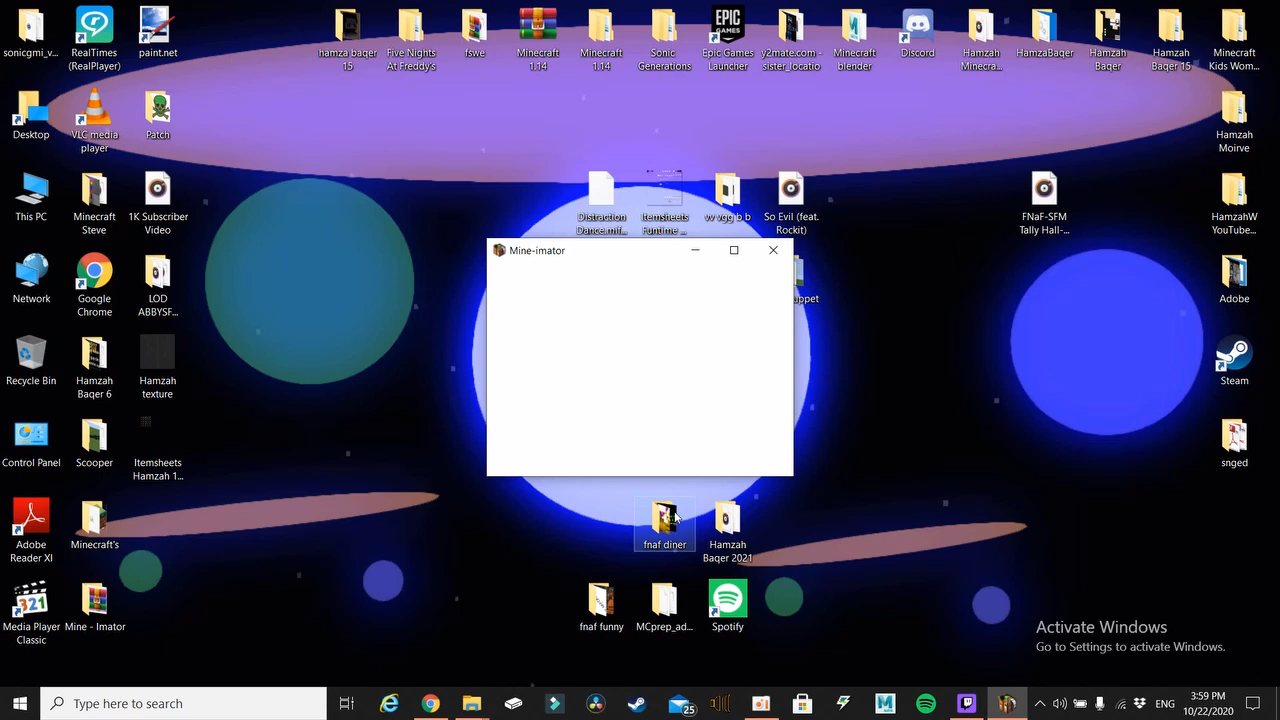 sonicgmi_v...
RealTimes
(RealPlayer)
paint.net
hamza baqer
15
Five Nights
At Freddy's
fswe
Minecraft
1.14
Minecraft
1.14
Sonic
Generations
EPIC
GAMES
Epic Games
Launcher
y2mate.com -
sister_locatio...
Minecraft
blender
Discord
Hamzah
Minecra...
HamzaBaqer
Hamzah
Baqer
Hamzah
Baqer 15
Minecraft
Kids Wom...
Desktop
VLC media
player
Patch
Hamzah
Moirve
This PC
Minecraft
Steve
1K Subscriber
Video
Distraction
Dance.mif...
Itemsheets
Funtime ...
vv vgg b b
So Evil (feat.
Rockit)
FNaF-SFM
Tally Hall-...
HamzahW
YouTube...
Mine-imator
Network
Google
Chrome
LOD
ABBYSF...
uppet
Adobe
Recycle Bin
Hamzah
Baqer 6
Hamzah
texture
Steam
Control Panel
Scooper
Itemsheets
Hamzah 1...
snged
Adobe
Reader XI
Minecraft's
fnaf diner
Hamzah
Baqer 2021
321
Media Player
Classic
Mine - Imator
fnaf funny
MCprep_ad...
Spotify
Activate Windows
Go to Settings to activate Windows.
Type here to search
25
ENG
3:59 PM
10/22/2020